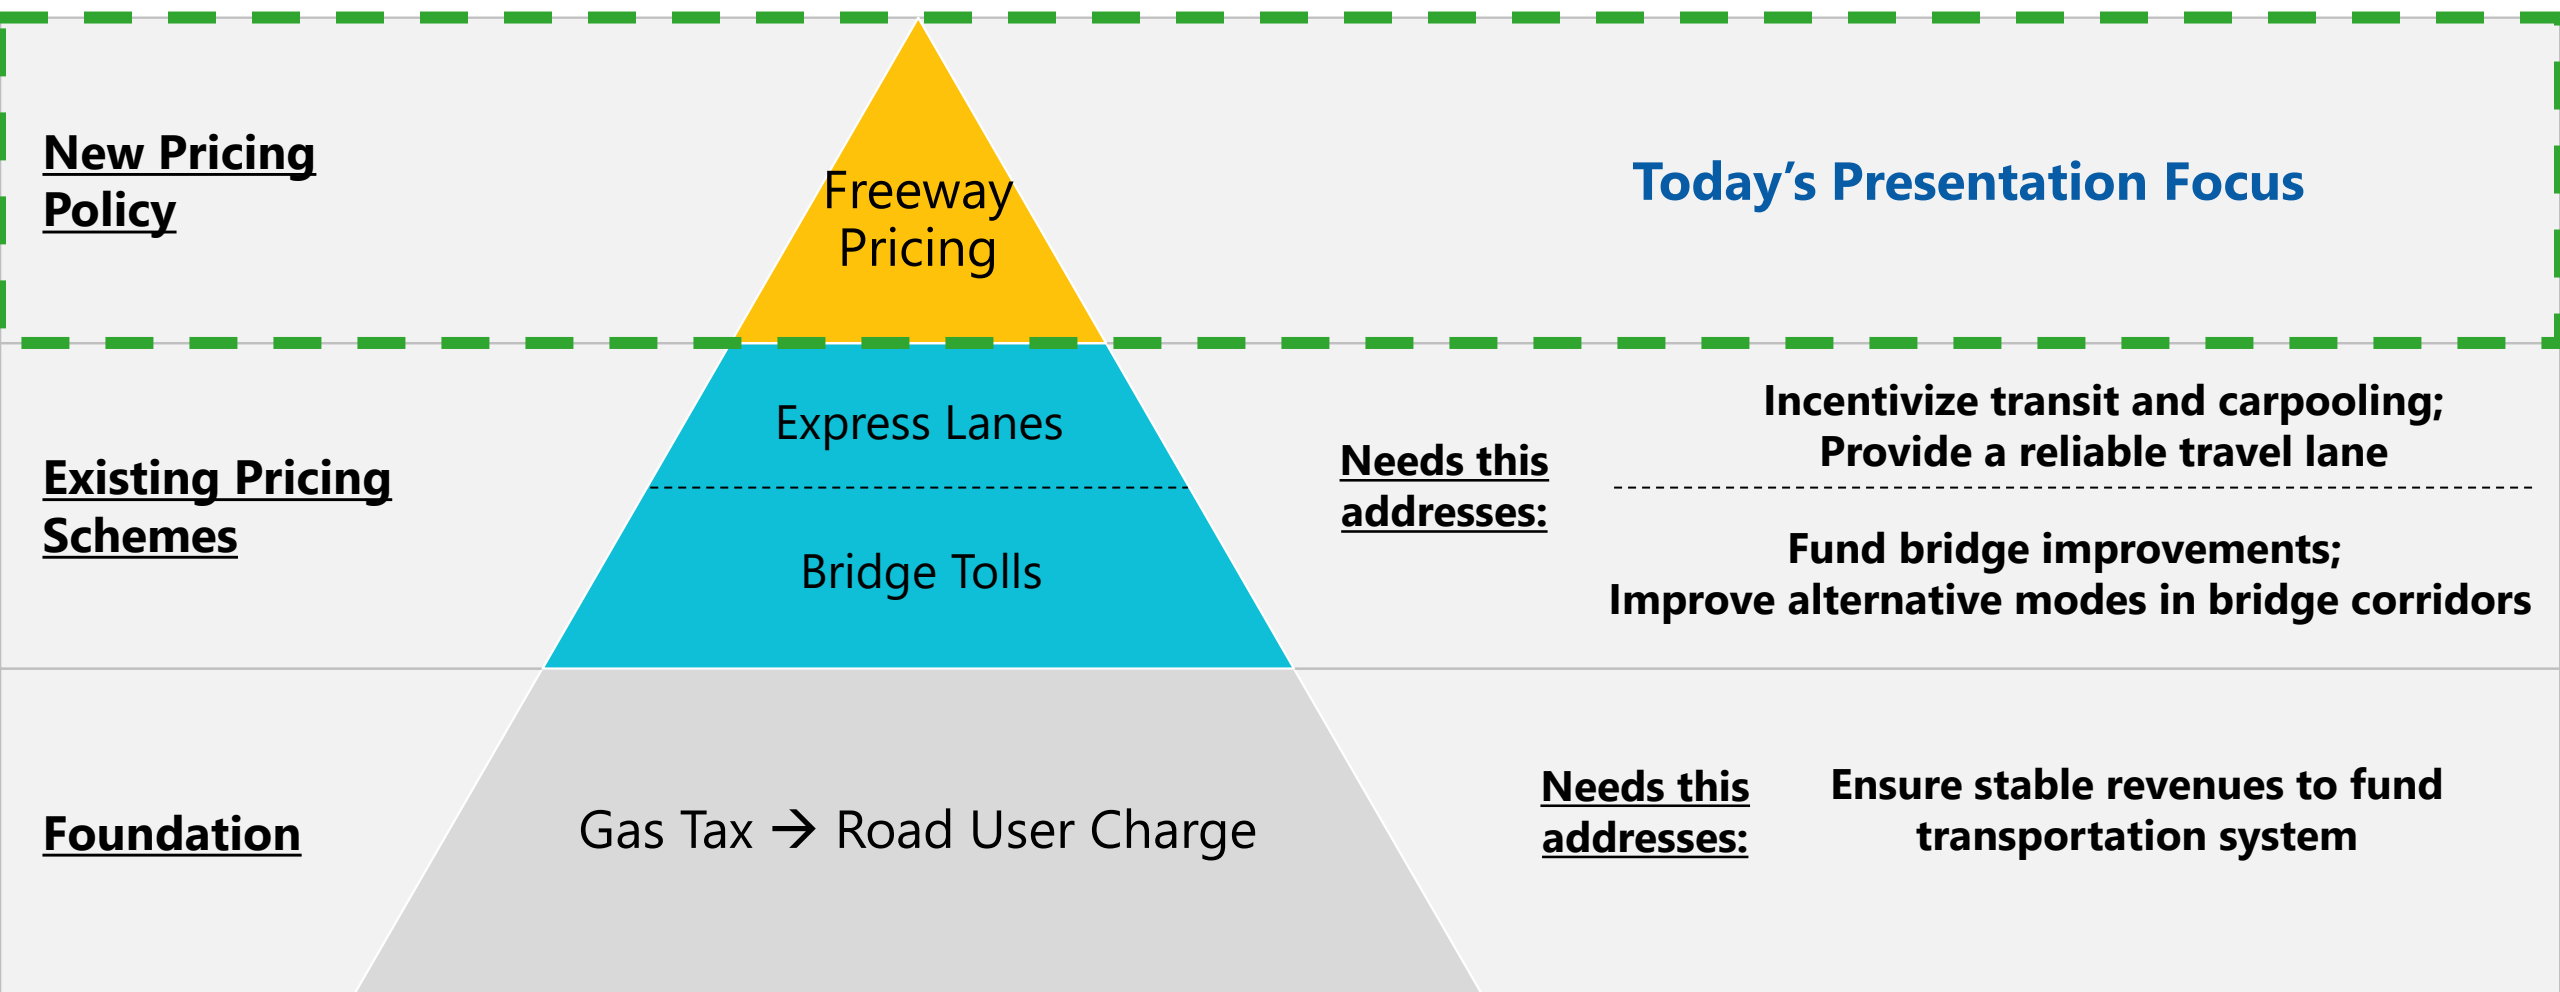 New Pricing
Policy
Freeway
Pricing
Today’s Presentation Focus
Existing Pricing
Schemes
Express Lanes
Bridge Tolls
Needs this
addresses:
Incentivize transit and carpooling;
Provide a reliable travel lane
Fund bridge improvements;
Improve alternative modes in bridge corridors
Foundation
Gas Tax → Road User Charge
Needs this
addresses:
Ensure stable revenues to fund
transportation system